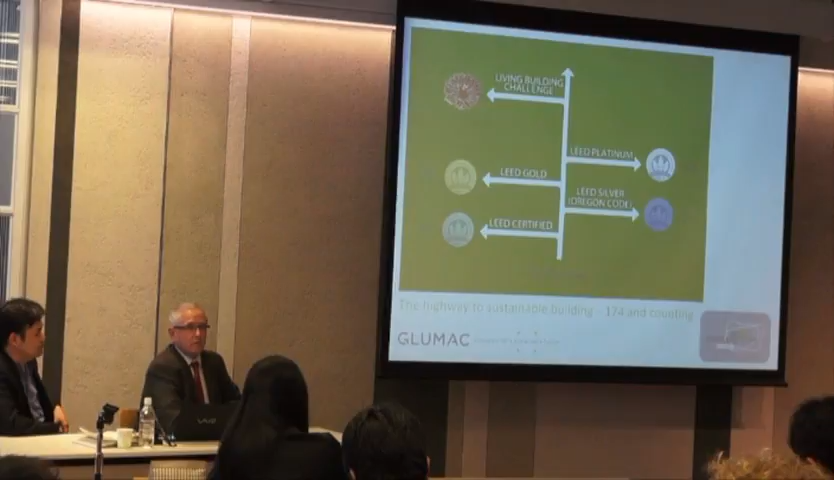 LIVING BUILDING
CHALLENGE
LEED PLATINUM
LEED GOLD
LEED SILVER
(OREGON CODE)
LEED CERTIFIED
The highway to sustainable building - 174 and counting
GLUMAC
VAIO